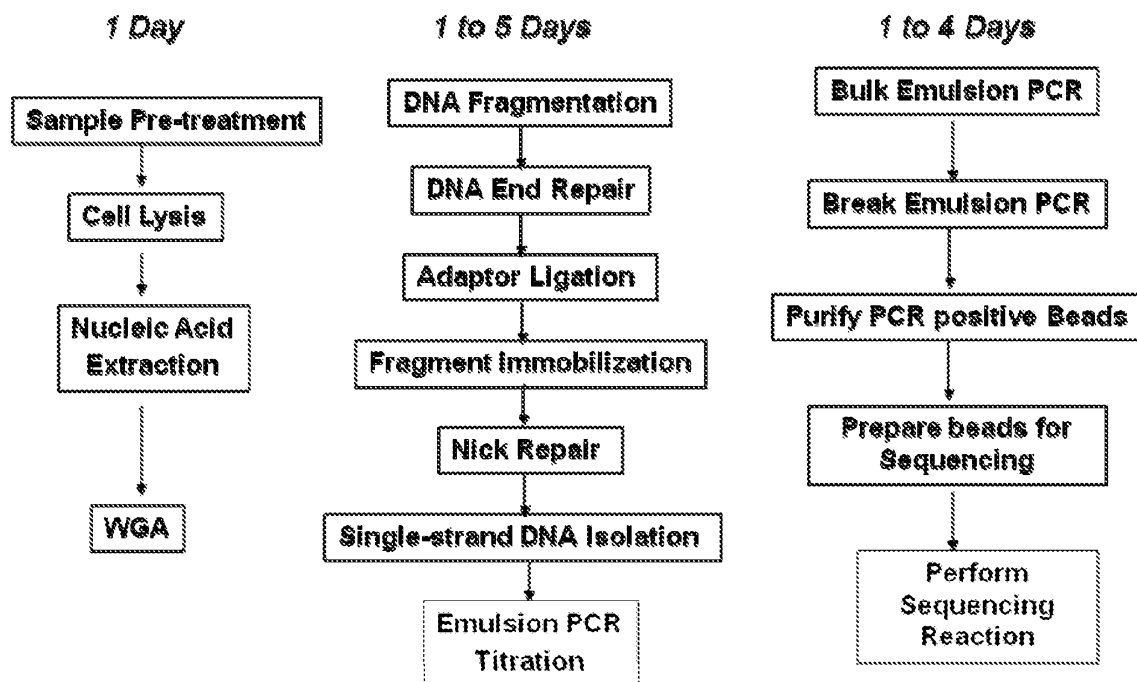 1 Day
Sample Pre-treatment
Cell Lysis
Nucleic Acid
Extraction
WGA
1 to 5 Days
DNA Fragmentation
DNA End Repair
Adaptor Ligation
Fragment Immobilization
Nick Repair
Single-strand DNA Isolation
Emulsion PCR
Titration
1 to 4 Days
Bulk Emulsion PCR
Break Emulsion PCR
Purify PCR positive Beads
Prepare beads for
Sequencing
Perform
Sequencing
Reaction